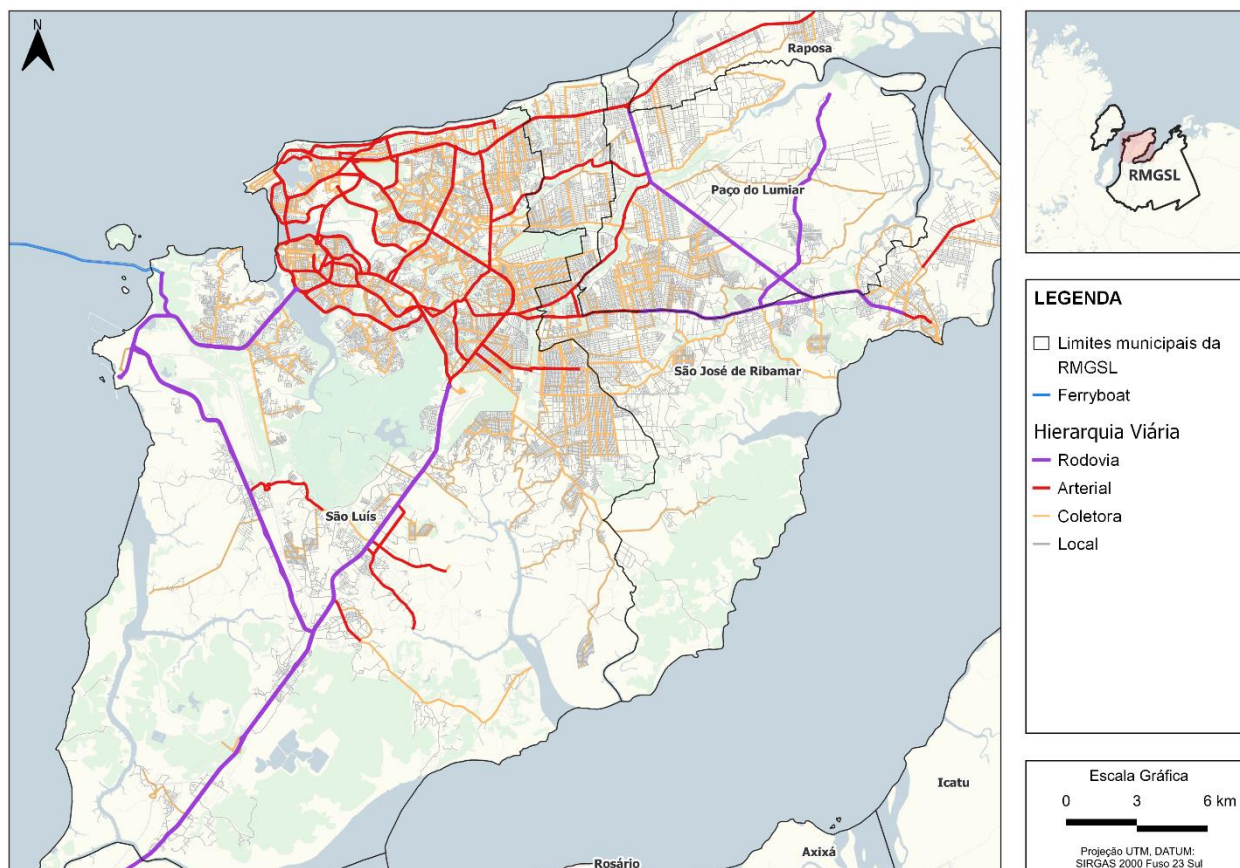 N
Raposa
Paço do Lumiar
São José de Ribamar
São Luís
Icatu
Axixá
Rosário
RMGSL
LEGENDA
Limites municipais da
RMGSL
Ferryboat
Hierarquia Viária
Rodovia
Arterial
Coletora
Local
Escala Gráfica
0 3 6 km
Projeção UTM, DATUM:
SIRGAS 2000 Fuso 23 Sul